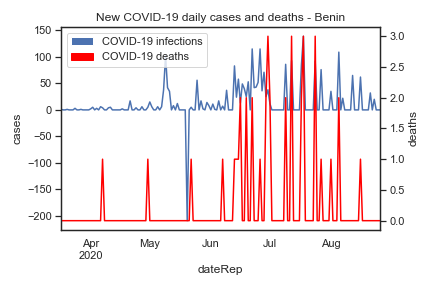 New COVID-19 daily cases and deaths - Benin
COVID-19 infections
COVID-19 deaths
150
100
50
0
−50
−100
−150
−200
cases
3.0
2.5
2.0
1.5
1.0
0.5
0.0
deaths
Apr
2020
May
Jun
Jul
Aug
dateRep